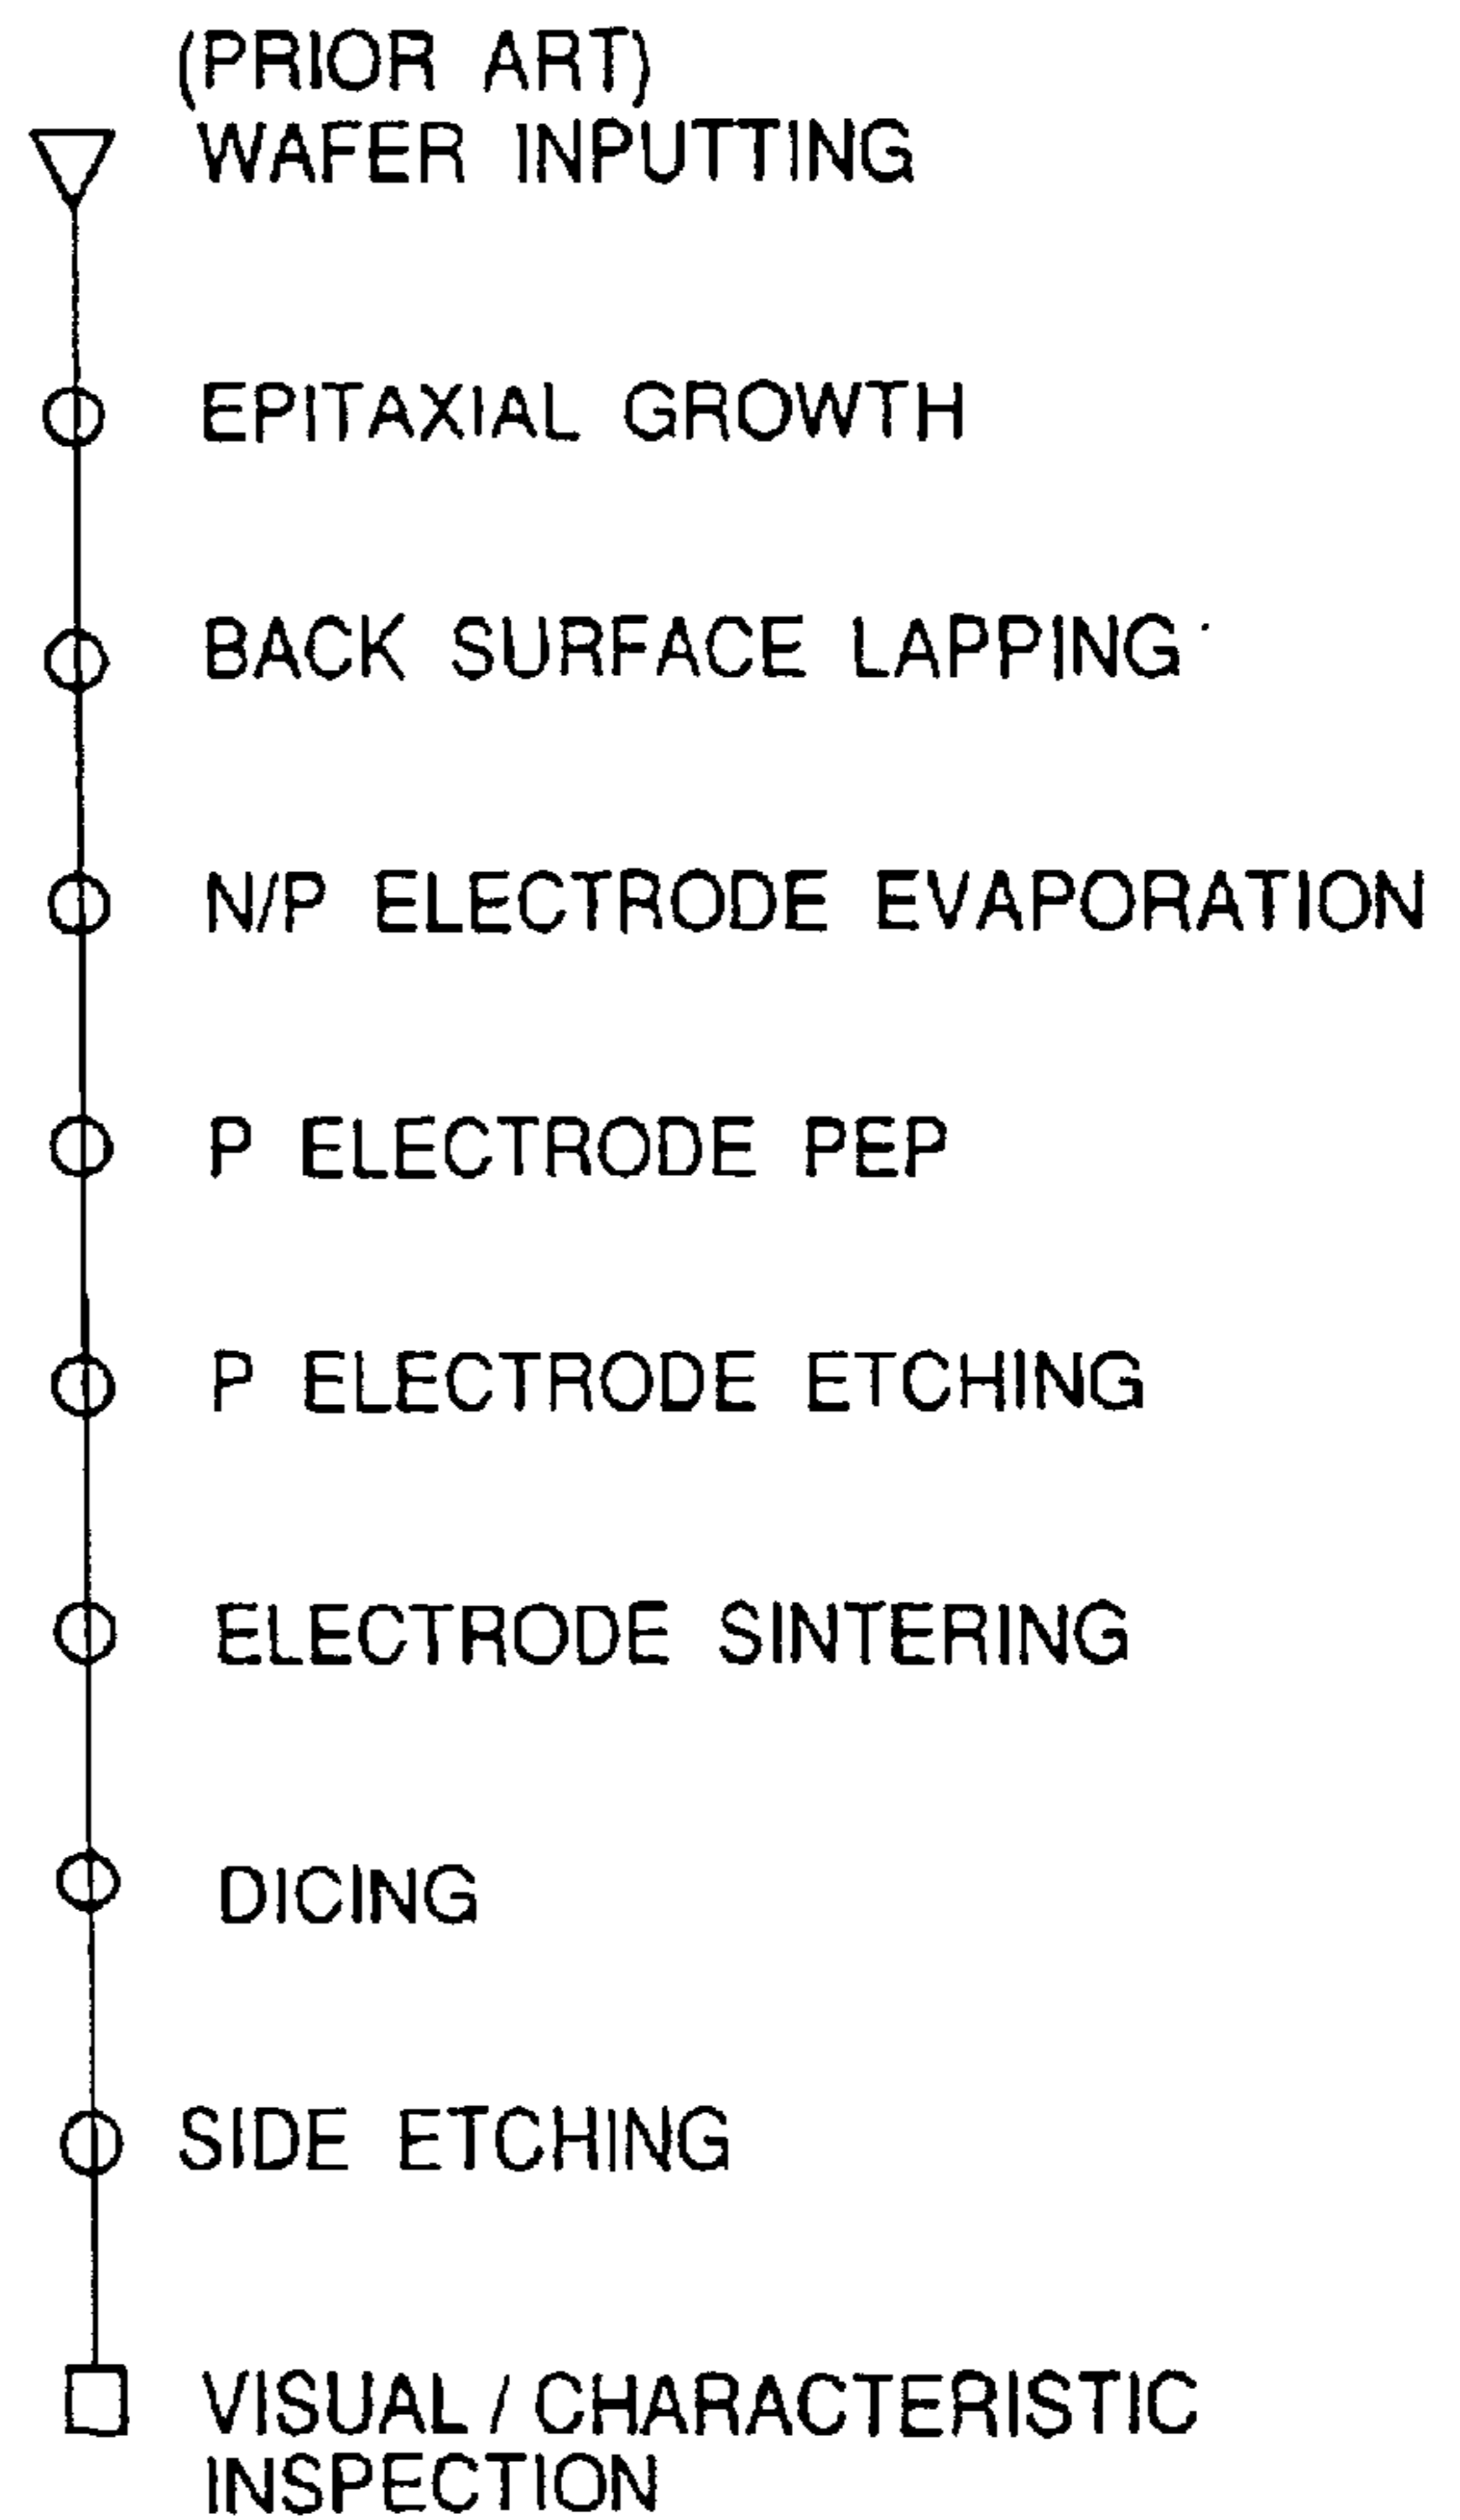 (PRIOR ART)
WAFER INPUTTING
EPITAXIAL GROWTH
BACK SURFACE LAPPING
N/P ELECTRODE EVAPORATION
P ELECTRODE PEP
P ELECTRODE ETCHING
ELECTRODE SINTERING
DICING
SIDE ETCHING
VISUAL / CHARACTERISTIC
INSPECTION